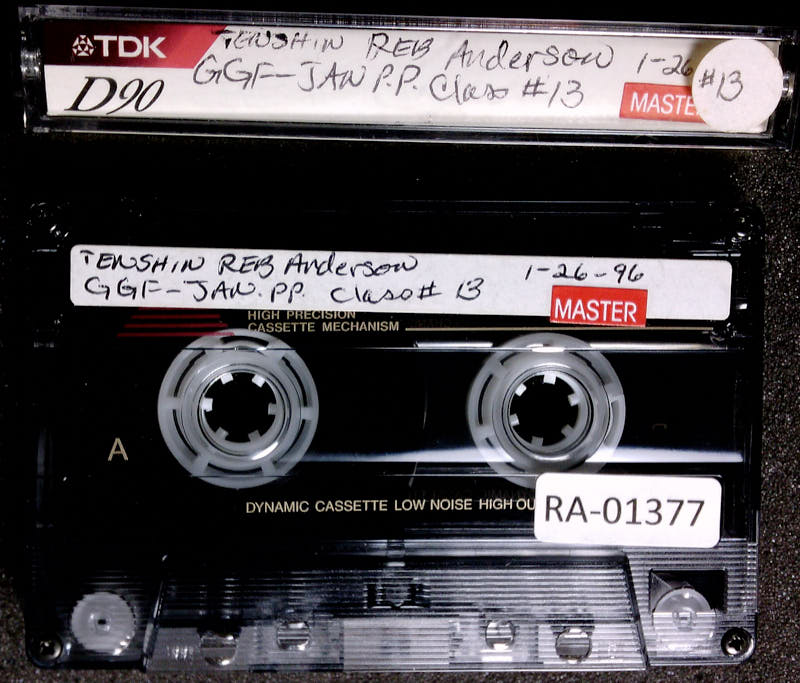 TDK TENSHIN REB Anderson 1-26
D90 GGF-JAN P.P. Class #13 MASTE #13
TENSHIN REB Anderson 1-26-96
GGF-JAN. P.P. Class # 13 MASTER
HIGH PRECISION
CASSETTE MECHANISM
A
DYNAMIC CASSETTE LOW NOISE HIGH OU
RA-01377